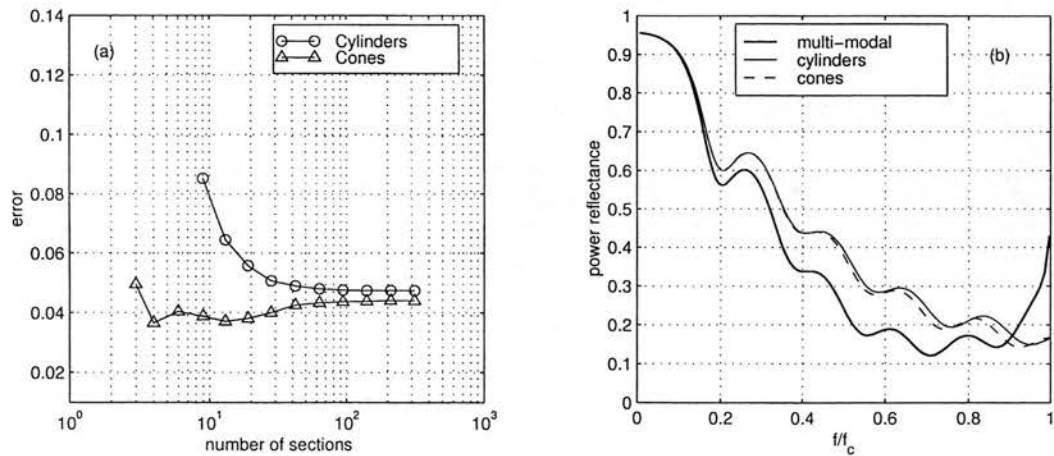 0.14
0.12
0.1
0.08
0.06
0.04
0.02
error
(a)
Cylinders
Cones
10^0
10^1
10^2
10^3
number of sections
1
0.9
0.8
0.7
0.6
0.5
0.4
0.3
0.2
0.1
0
power reflectance
multi-modal
cylinders
cones
(b)
0
0.2
0.4
0.6
0.8
1
f/f_c